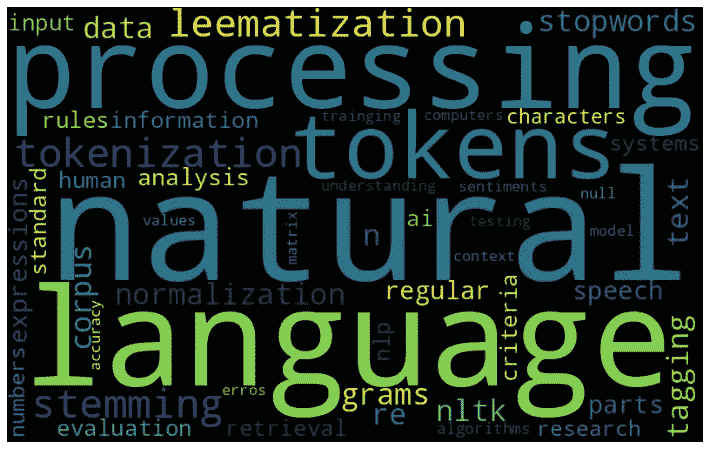 input
data
leematization
stopwords
processing
rules
information
trainging
computers
characters
tokenization
tokens
systems
standard
human
analysis
understanding
sentiments
null
text
expressions
natural
values
matrix
n
ai
testing
model
corpus
context
normalization
regular
criteria
speech
numbers
accuracy
language
nlp
tagging
erros
stemming
grams
re
nltk
parts
evaluation
retrieval
algorithms
research